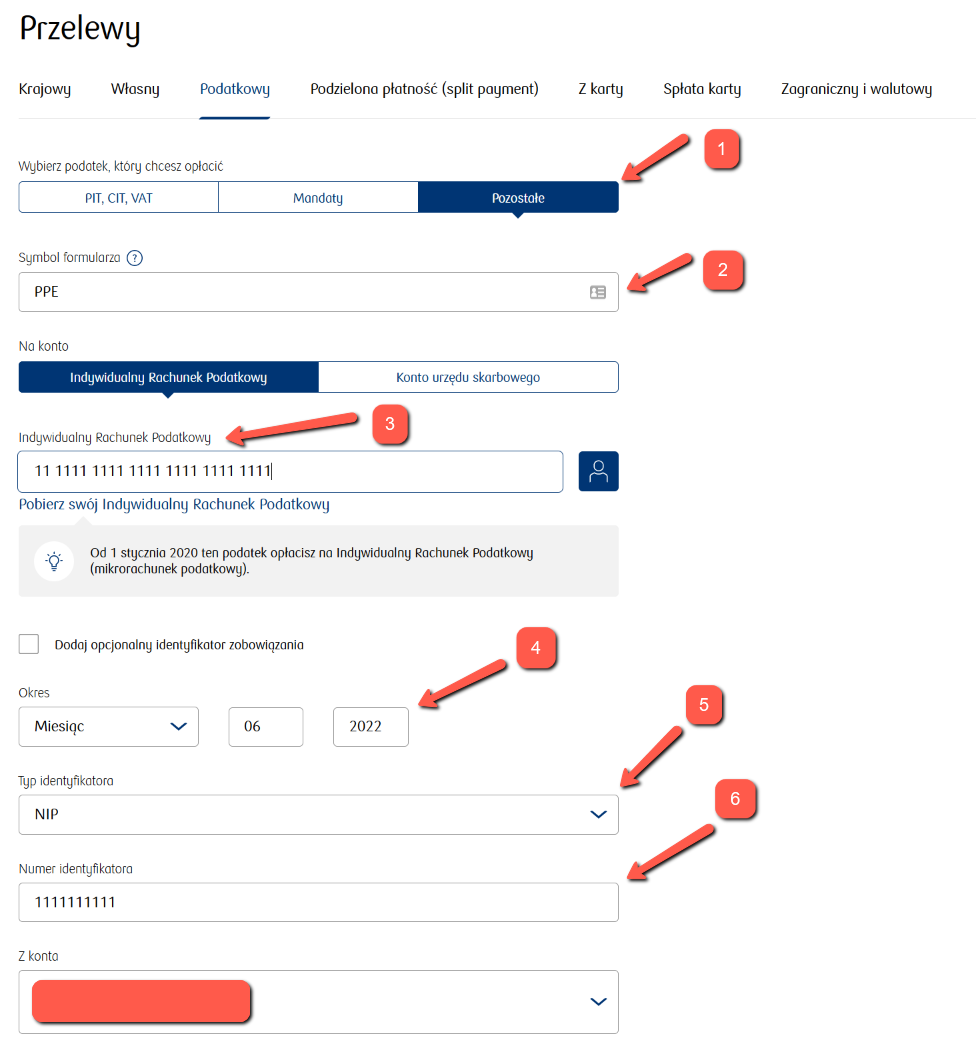 Przelewy
Krajowy Własny Podatkowy Podzielona płatność (split payment) Z karty Spłata karty Zagraniczny i walutowy
1
Wybierz podatek, który chcesz opłacić
PIT, CIT, VAT Mandaty Pozostałe
Symbol formularza ?
2
PPE
Na konto
Indywidualny Rachunek Podatkowy Konto urzędu skarbowego
3
Indywidualny Rachunek Podatkowy
11 1111 1111 1111 1111 1111 1111
Pobierz swój Indywidualny Rachunek Podatkowy
Od 1 stycznia 2020 ten podatek opłacisz na Indywidualny Rachunek Podatkowy
(mikrorachunek podatkowy).
Dodaj opcjonalny identyfikator zobowiązania
4
Okres
5
Miesiąc 06 2022
Typ identyfikatora
6
NIP
Numer identyfikatora
1111111111
Z konta